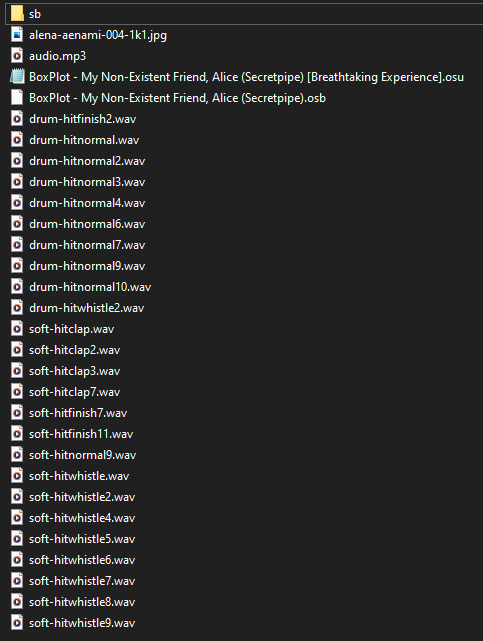 sb
alena-aenami-004-1k1.jpg
audio.mp3
BoxPlot - My Non-Existent Friend, Alice (Secretpipe) [Breathtaking Experience].osu
BoxPlot - My Non-Existent Friend, Alice (Secretpipe).osb
drum-hitfinish2.wav
drum-hitnormal.wav
drum-hitnormal2.wav
drum-hitnormal3.wav
drum-hitnormal4.wav
drum-hitnormal6.wav
drum-hitnormal7.wav
drum-hitnormal9.wav
drum-hitnormal10.wav
drum-hitwhistle2.wav
soft-hitclap.wav
soft-hitclap2.wav
soft-hitclap3.wav
soft-hitclap7.wav
soft-hitfinish7.wav
soft-hitfinish11.wav
soft-hitnormal9.wav
soft-hitwhistle.wav
soft-hitwhistle2.wav
soft-hitwhistle4.wav
soft-hitwhistle5.wav
soft-hitwhistle6.wav
soft-hitwhistle7.wav
soft-hitwhistle8.wav
soft-hitwhistle9.wav